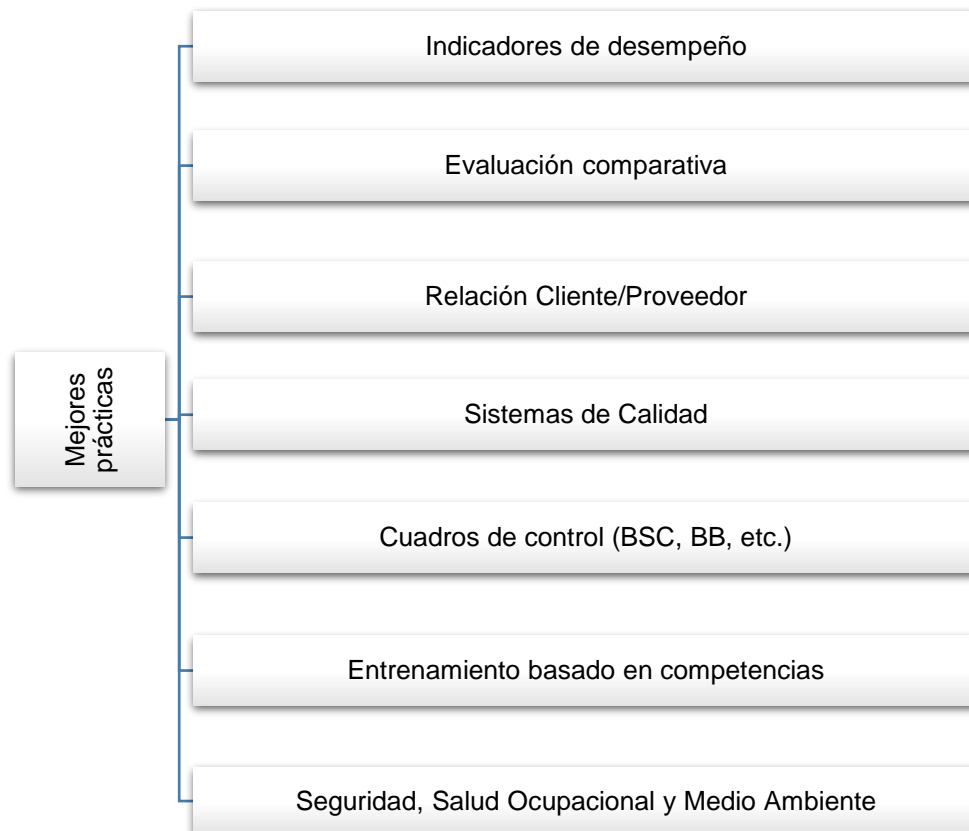 Indicadores de desempeño
Evaluación comparativa
Relación Cliente/Proveedor
Mejores
prácticas
Sistemas de Calidad
Cuadros de control (BSC, BB, etc.)
Entrenamiento basado en competencias
Seguridad, Salud Ocupacional y Medio Ambiente